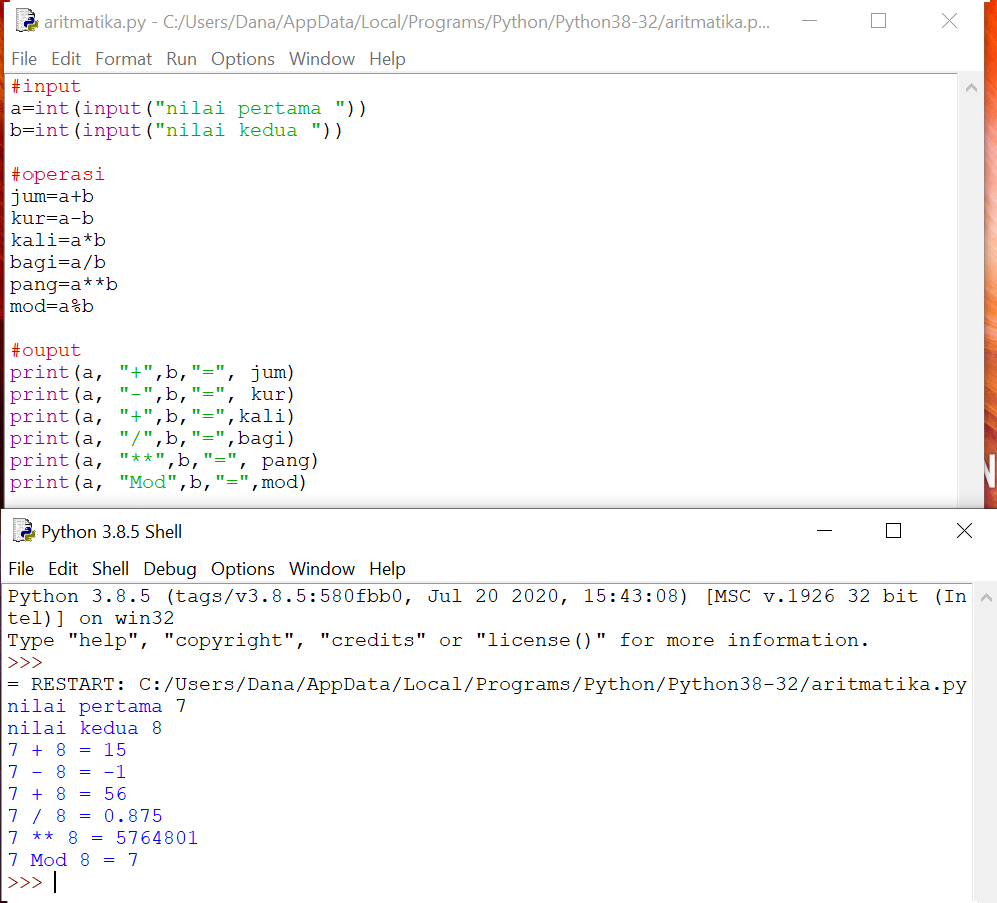 aritmatika.py - C:/Users/Dana/AppData/Local/Programs/Python/Python38-32/aritmatika.p...
File Edit Format Run Options Window Help
#input
a=int(input("nilai pertama "))
b=int(input("nilai kedua "))
#operasi
jum=a+b
kur=a-b
kali=a*b
bagi=a/b
pang=a**b
mod=a%b
#ouput
print(a, "+",b,"=", jum)
print(a, "-",b,"=", kur)
print(a, "+",b,"=",kali)
print(a, "/",b,"=",bagi)
print(a, "**",b,"=", pang)
print(a, "Mod",b,"=",mod)
N
Python 3.8.5 Shell
File Edit Shell Debug Options Window Help
Python 3.8.5 (tags/v3.8.5:580fbb0, Jul 20 2020, 15:43:08) [MSC v.1926 32 bit (In
tel)] on win32
Type "help", "copyright", "credits" or "license()" for more information.
>>>
= RESTART: C:/Users/Dana/AppData/Local/Programs/Python/Python38-32/aritmatika.py
nilai pertama 7
nilai kedua 8
7 + 8 = 15
7 - 8 = -1
7 + 8 = 56
7 / 8 = 0.875
7 ** 8 = 5764801
7 Mod 8 = 7
>>>